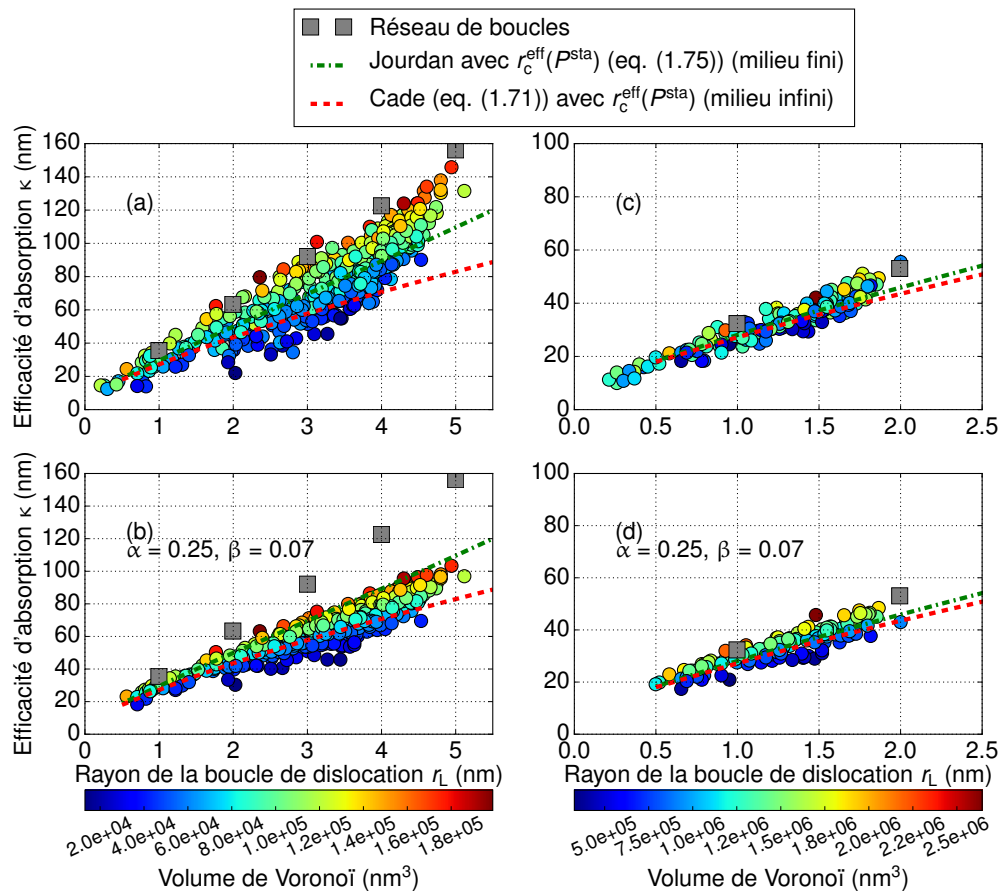 Réseau de boucles
Jourdan avec r_c^eff(P^sta) (eq. (1.75)) (milieu fini)
Cade (eq. (1.71)) avec r_c^eff(P^sta) (milieu infini)
Efficacité d'absorption κ (nm)
160
140
120
100
80
60
40
20
0
(a)
0 1 2 3 4 5
100
80
60
40
20
0
(c)
0.0 0.5 1.0 1.5 2.0 2.5
Efficacité d'absorption κ (nm)
160
140
120
100
80
60
40
20
0
(b)
α = 0.25, β = 0.07
0 1 2 3 4 5
Rayon de la boucle de dislocation r_L (nm)
100
80
60
40
20
0
(d)
α = 0.25, β = 0.07
0.0 0.5 1.0 1.5 2.0 2.5
Rayon de la boucle de dislocation r_L (nm)
2.0e+04 4.0e+04 6.0e+04 8.0e+04 1.0e+05 1.2e+05 1.4e+05 1.6e+05 1.8e+05
Volume de Voronoï (nm³)
5.0e+05 7.5e+05 1.0e+06 1.2e+06 1.5e+06 1.8e+06 2.0e+06 2.2e+06 2.5e+06
Volume de Voronoï (nm³)